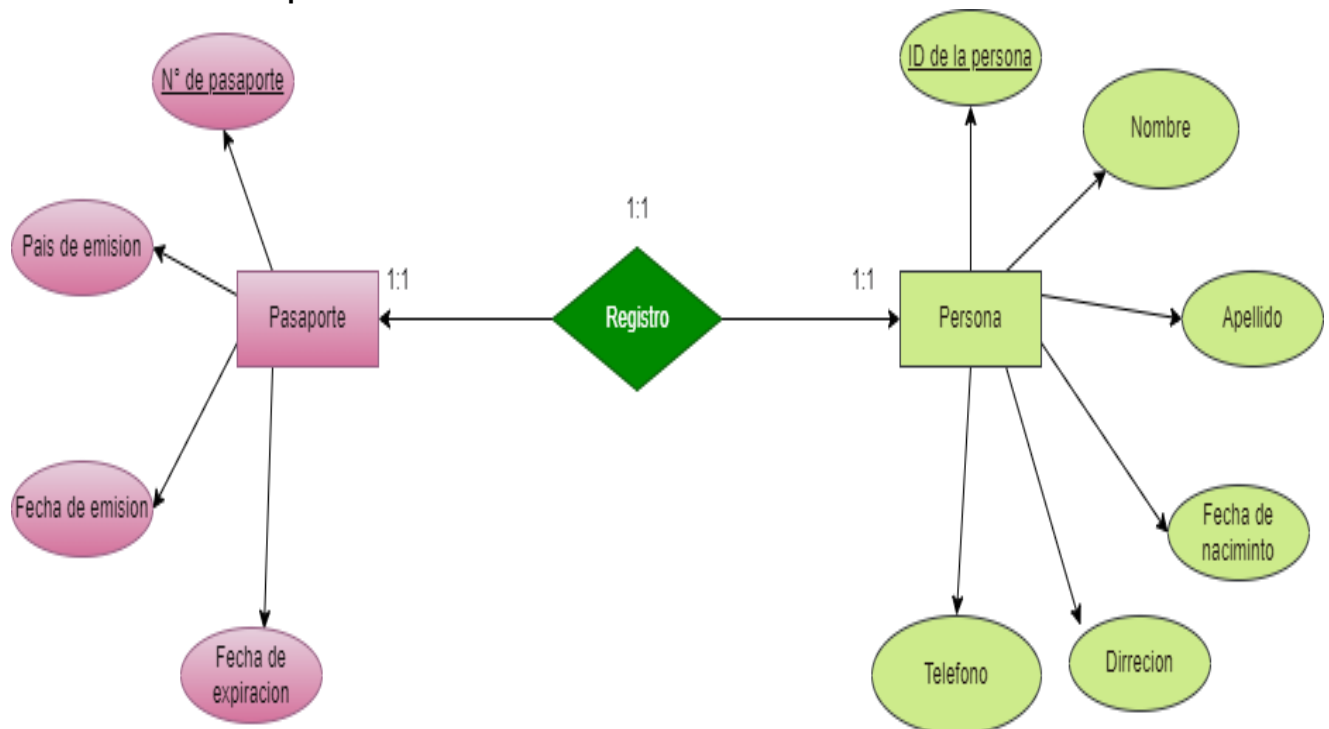 N° de pasaporte
Pais de emision
Pasaporte
1:1
Fecha de emision
Fecha de
expiracion
1:1
Registro
1:1
Persona
ID de la persona
Nombre
Apellido
Fecha de
naciminto
Dirrecion
Telefono